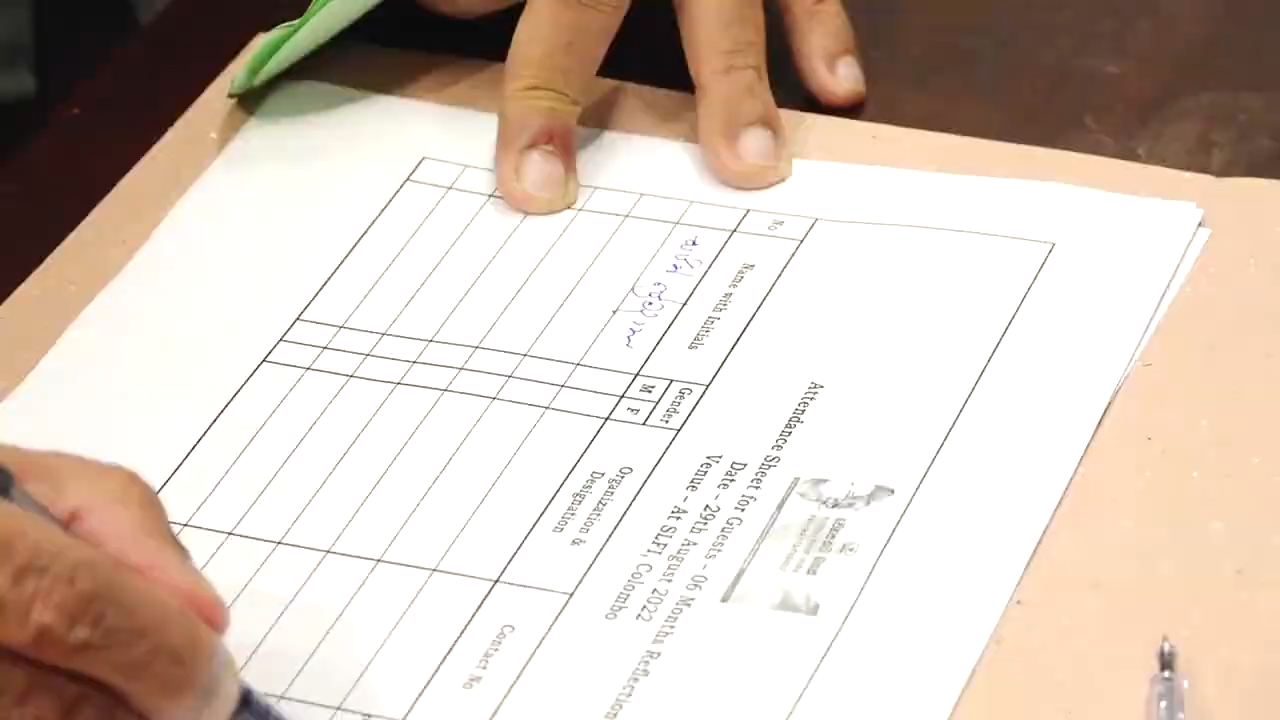 Attendance Sheet for Guests - 06 Months Reflection
Date - 29th August 2022
Venue - At SLFI, Colombo
No
Name with Initials
Gender
M
F
Organization &
Designation
Contact No